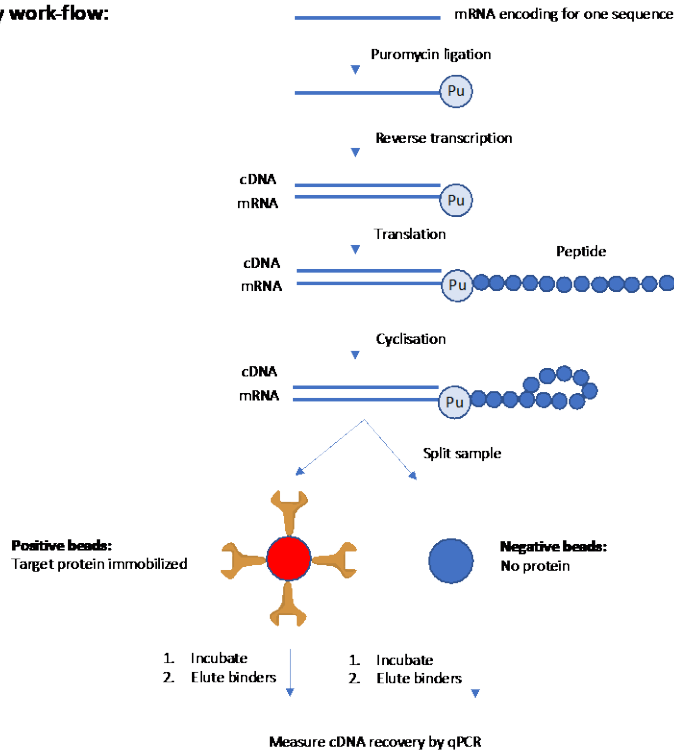 y work-flow:
mRNA encoding for one sequence
Puromycin ligation
Pu
Reverse transcription
cDNA
mRNA
Pu
Translation
Peptide
cDNA
mRNA
Pu
Cyclisation
cDNA
mRNA
Pu
Split sample
Positive beads:
Target protein immobilized
Negative beads:
No protein
1. Incubate
2. Elute binders
1. Incubate
2. Elute binders
Measure cDNA recovery by qPCR